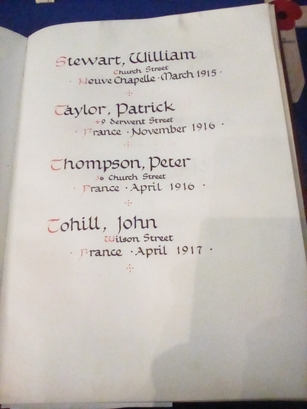 Stewart, William
Church Street
Neuve Chapelle · March 1915 ·
Taylor, Patrick
Derwent Street
France · November 1916 ·
Thompson, Peter
Church Street
France · April 1916 ·
Tohill, John
Wilson Street
· France · April 1917 ·